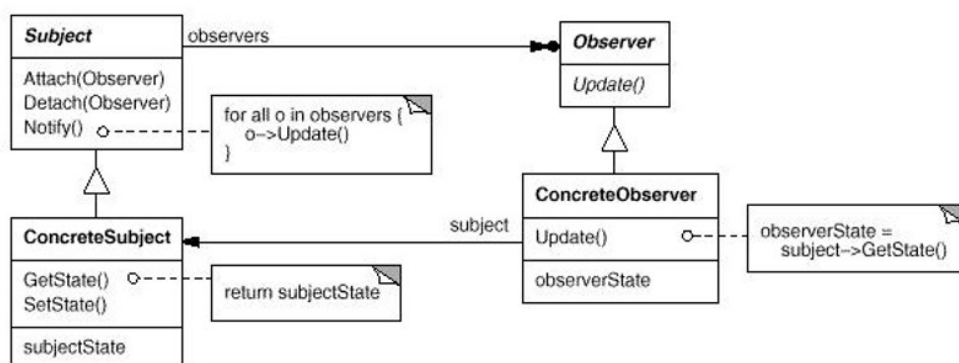 Subject
observers
Observer
Attach(Observer)
Detach(Observer)
Notify()
for all o in observers {
o->Update()
}
Update()
ConcreteObserver
Update()
observerState
observerState =
subject->GetState()
subject
ConcreteSubject
GetState()
SetState()
subjectState
return subjectState